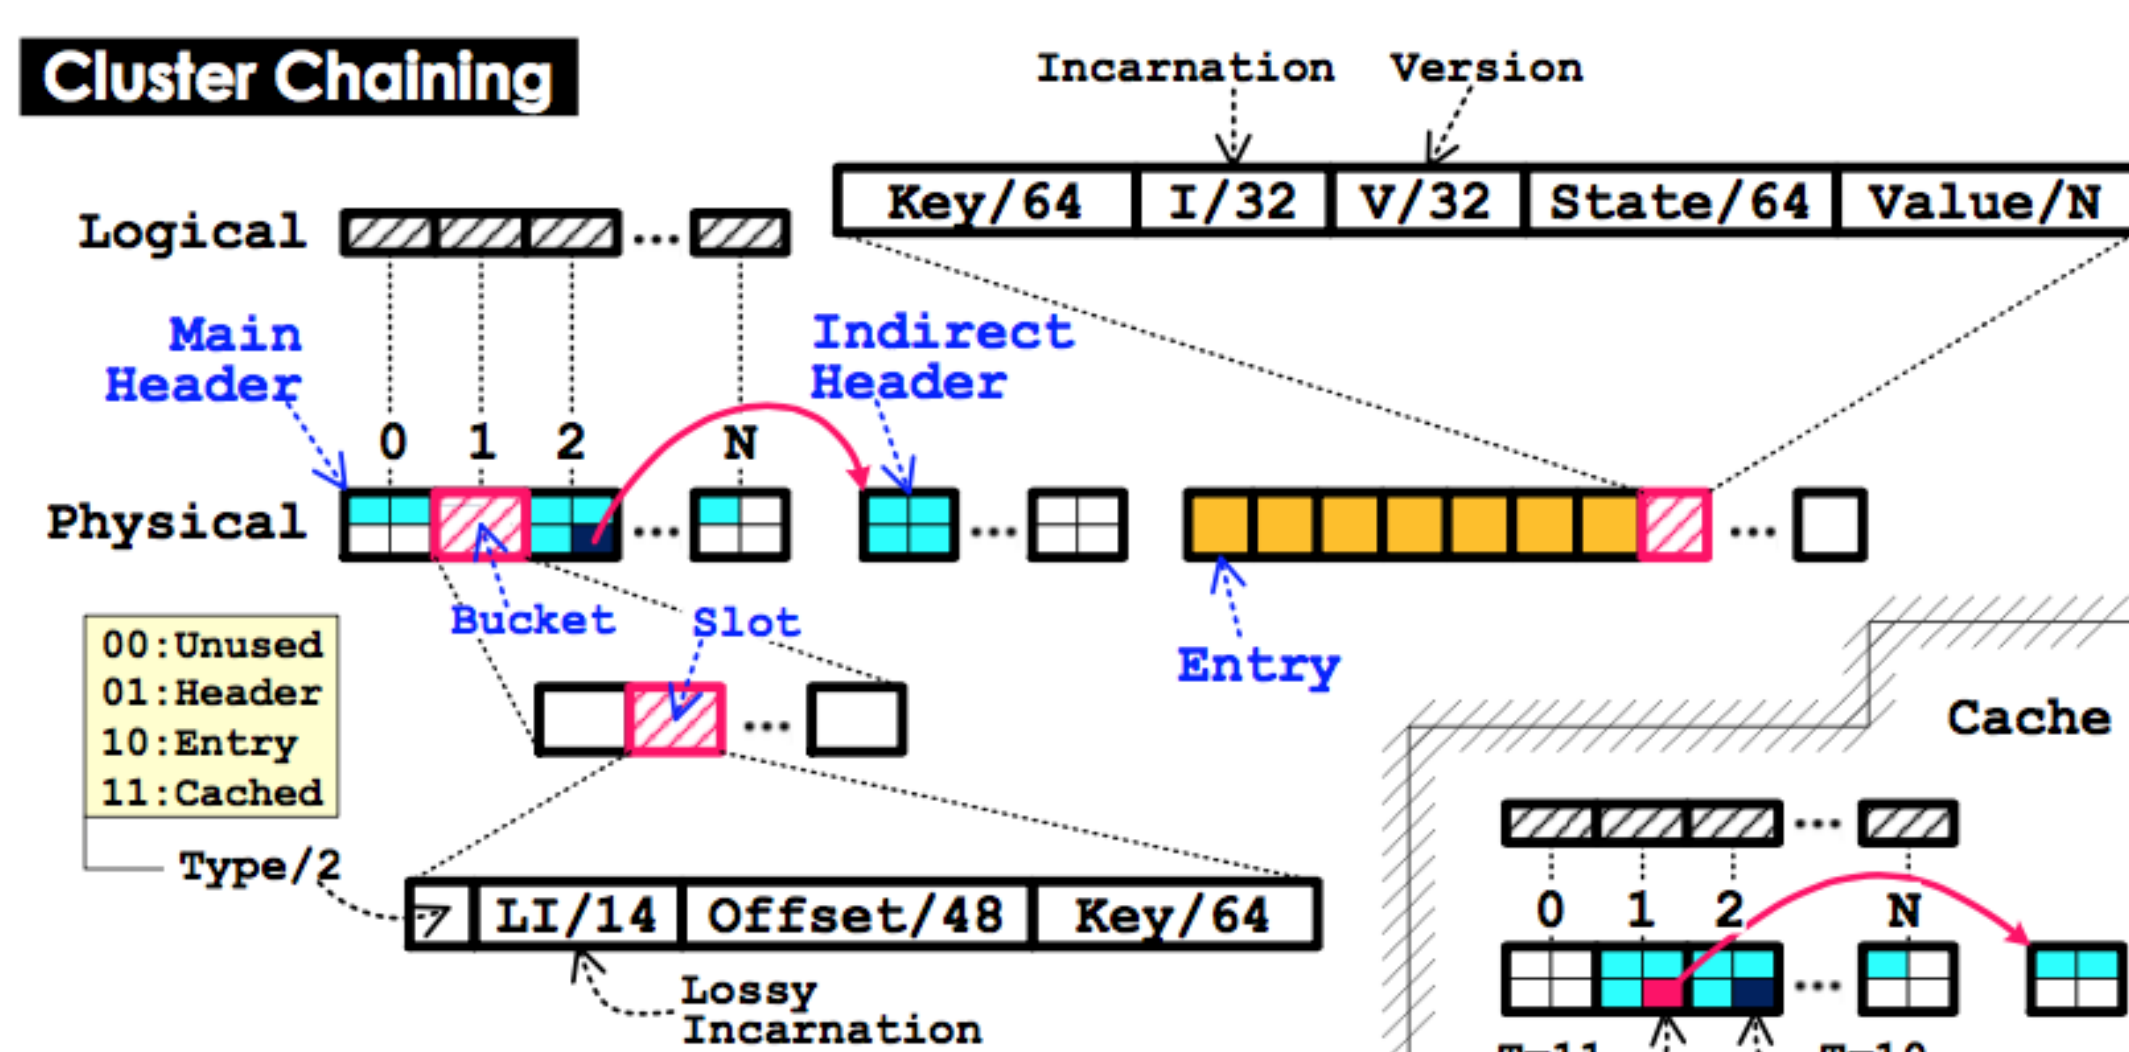 Cluster Chaining
Incarnation Version
Key/64 I/32 V/32 State/64 Value/N
Logical
Main
Header
Indirect
Header
0 1 2 N
Physical
Bucket
Slot
Entry
00:Unused
01:Header
10:Entry
11:Cached
Type/2
LI/14 Offset/48 Key/64
Lossy
Incarnation
Cache
0 1 2 N